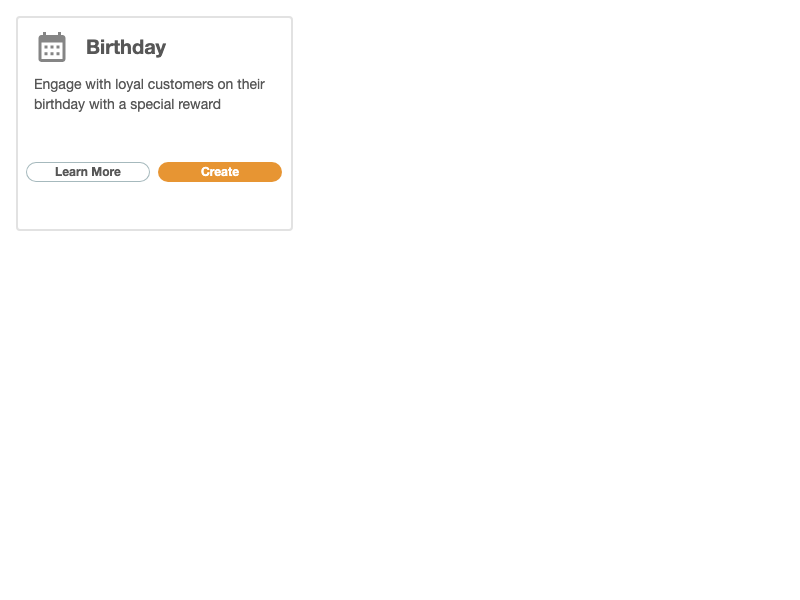 Birthday
Engage with loyal customers on their
birthday with a special reward
Learn More
Create